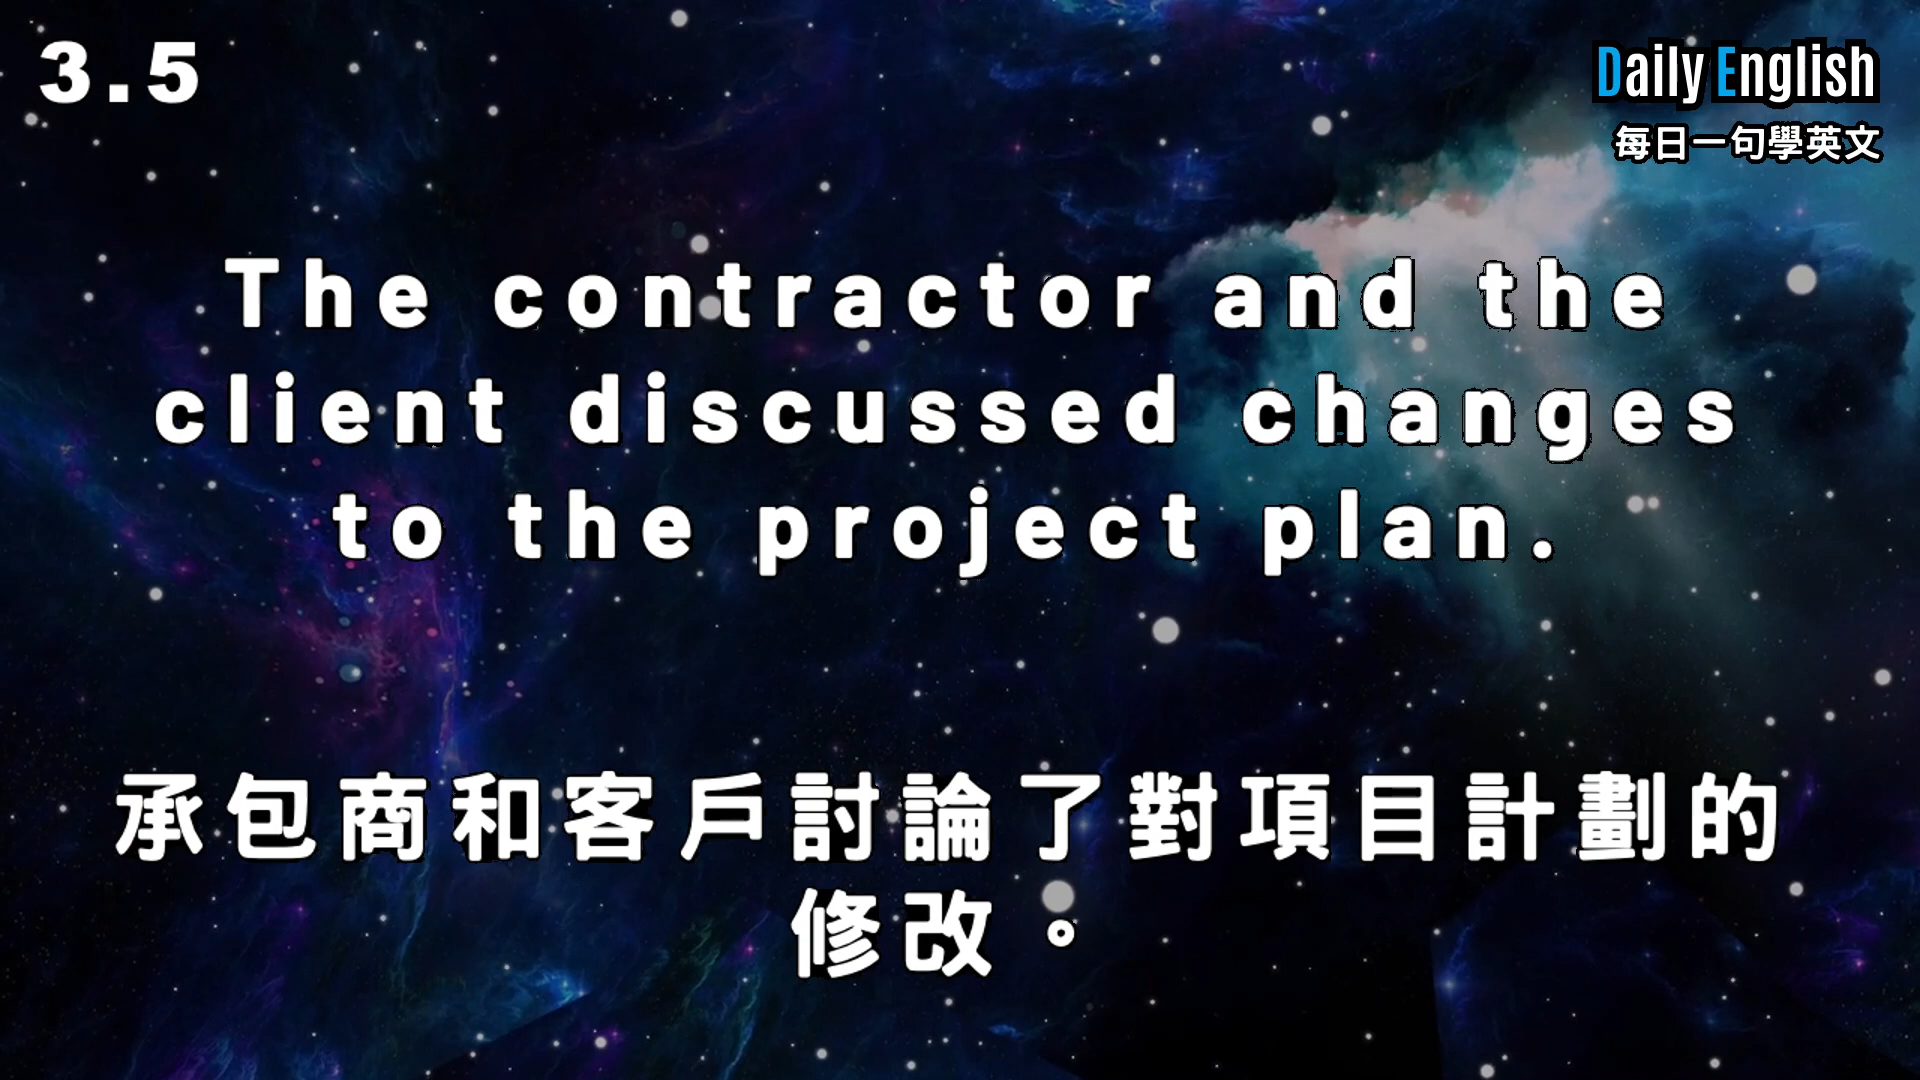 3.5
Daily English
每日一句學英文
The contractor and the
client discussed changes
to the project plan.
承包商和客戶討論了對項目計劃的
修改。